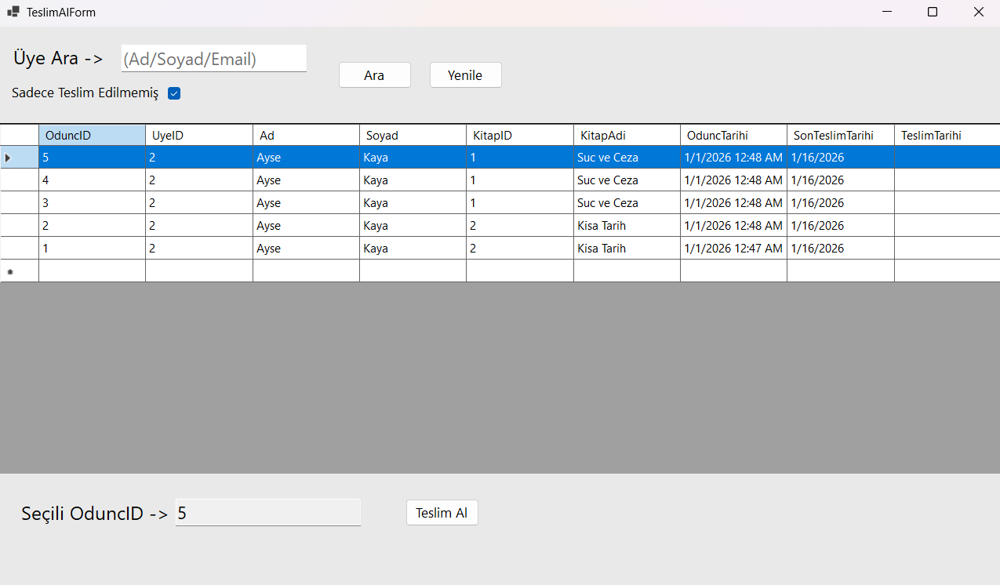 TeslimAlForm
Üye Ara -> (Ad/Soyad/Email)
Ara Yenile
Sadece Teslim Edilmemiş
OduncID UyeID Ad Soyad KitapID KitapAdi OduncTarihi SonTeslimTarihi TeslimTarihi
5 2 Ayse Kaya 1 Suc ve Ceza 1/1/2026 12:48 AM 1/16/2026
4 2 Ayse Kaya 1 Suc ve Ceza 1/1/2026 12:48 AM 1/16/2026
3 2 Ayse Kaya 1 Suc ve Ceza 1/1/2026 12:48 AM 1/16/2026
2 2 Ayse Kaya 2 Kisa Tarih 1/1/2026 12:48 AM 1/16/2026
1 2 Ayse Kaya 2 Kisa Tarih 1/1/2026 12:47 AM 1/16/2026
Seçili OduncID -> 5 Teslim Al